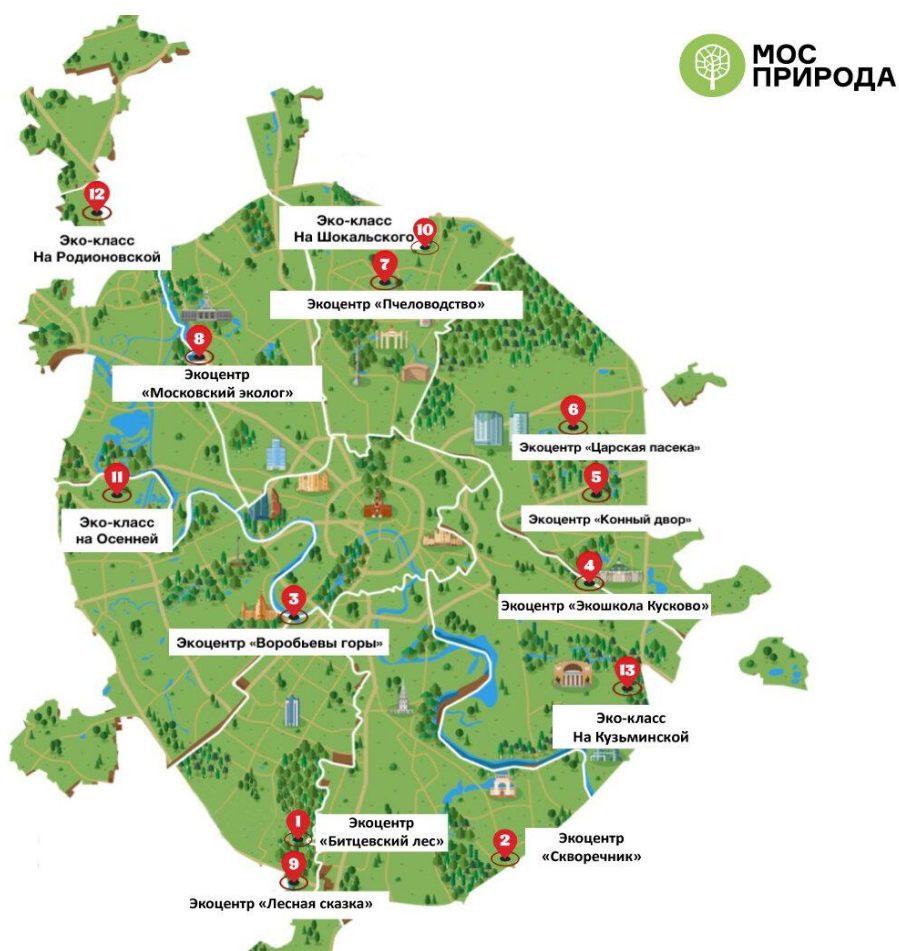 МОС
ПРИРОДА
12
Эко-класс
На Родионовской
Эко-класс
На Шокальского
10
7
Экоцентр «Пчеловодство»
8
Экоцентр
«Московский эколог»
6
Экоцентр «Царская пасека»
11
Эко-класс
на Осенней
5
Экоцентр «Конный двор»
4
Экоцентр «Экошкола Кусково»
3
Экоцентр «Воробьевы горы»
13
Эко-класс
На Кузьминской
1
Экоцентр
«Битцевский лес»
2
Экоцентр
«Скворечник»
9
Экоцентр «Лесная сказка»